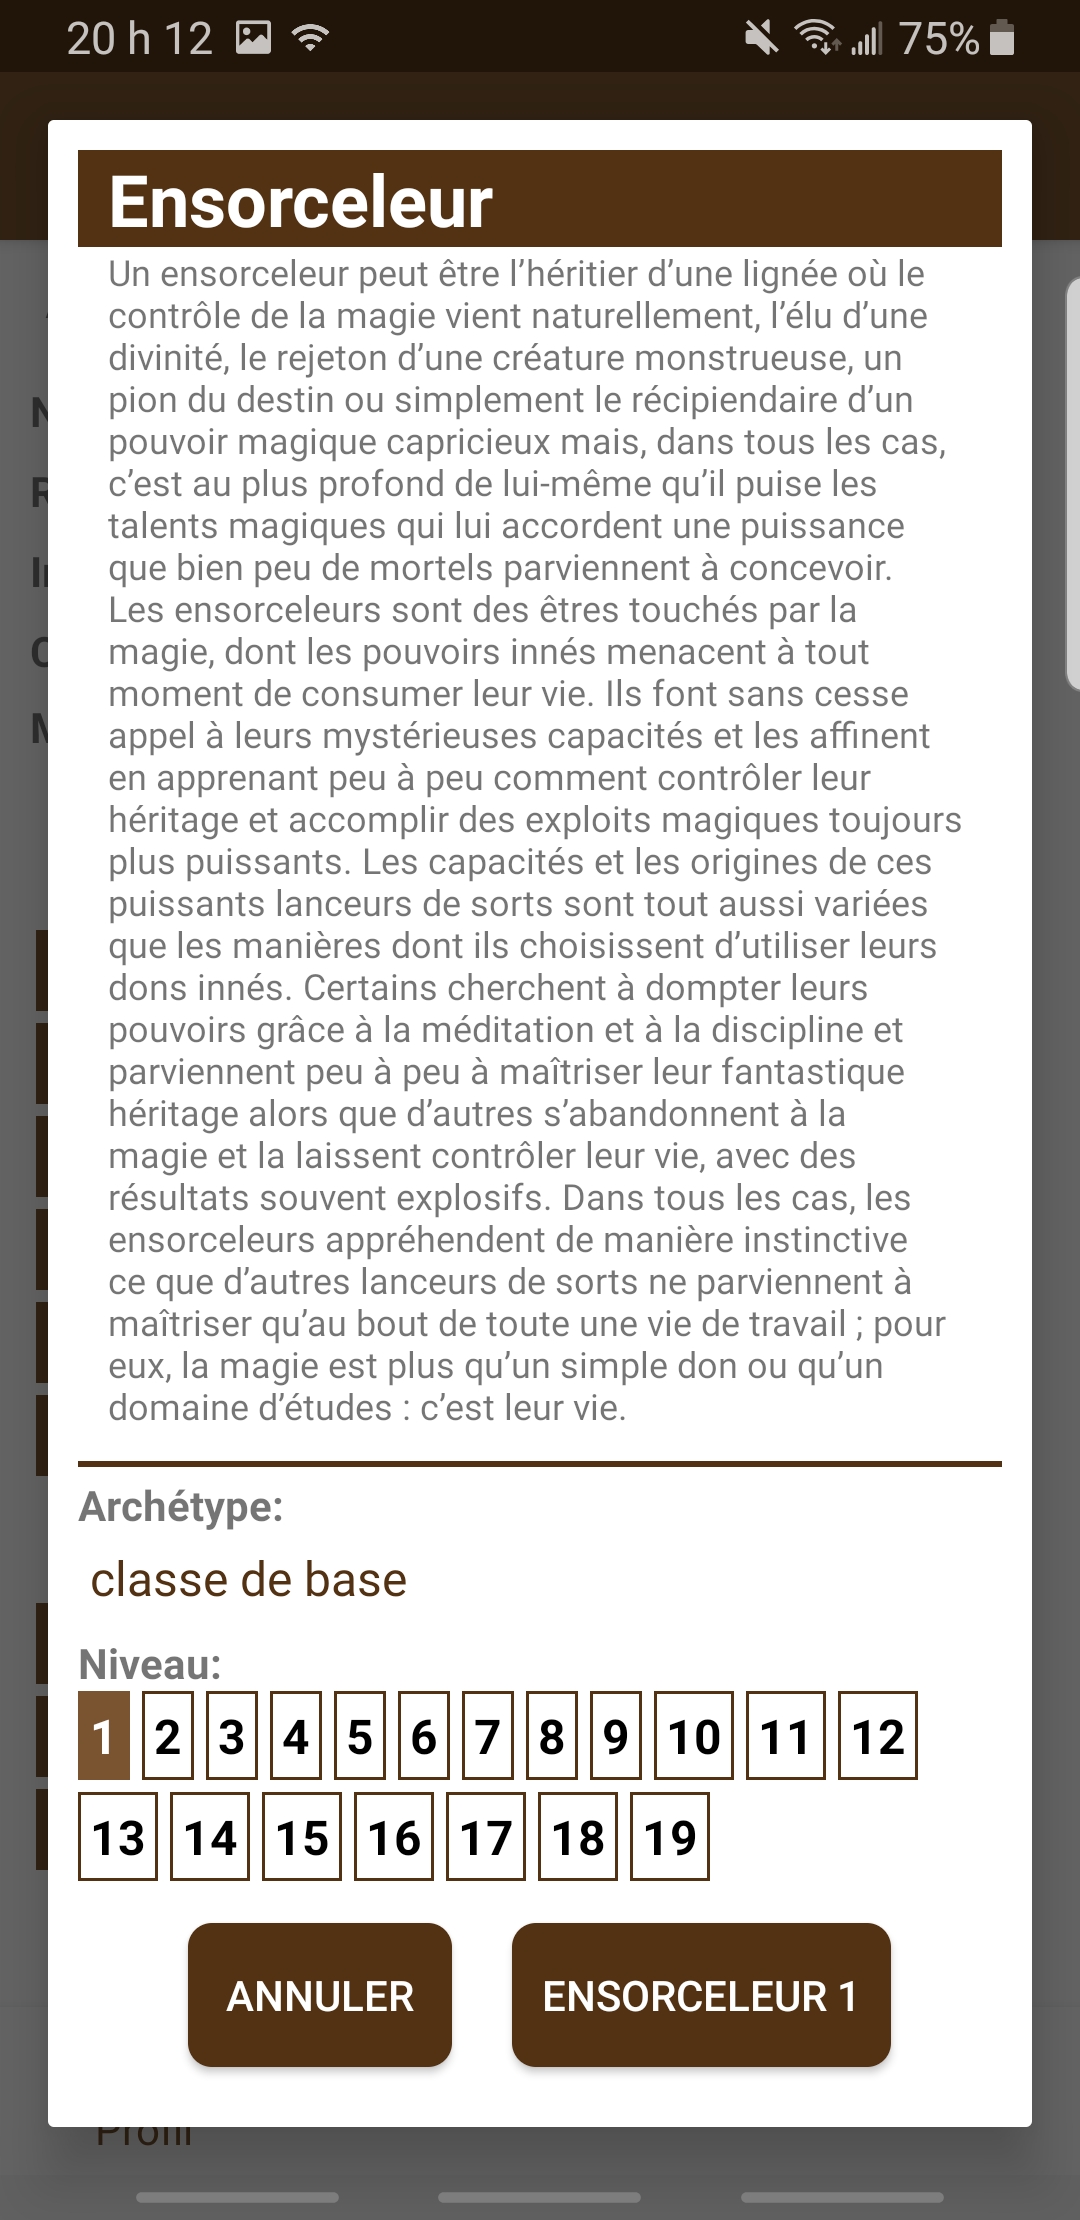 20 h 12
75%
Ensorceleur
Un ensorceleur peut être l’héritier d’une lignée où le
contrôle de la magie vient naturellement, l’élu d’une
divinité, le rejeton d’une créature monstrueuse, un
pion du destin ou simplement le récipiendaire d’un
pouvoir magique capricieux mais, dans tous les cas,
c’est au plus profond de lui-même qu’il puise les
talents magiques qui lui accordent une puissance
que bien peu de mortels parviennent à concevoir.
Les ensorceleurs sont des êtres touchés par la
magie, dont les pouvoirs innés menacent à tout
moment de consumer leur vie. Ils font sans cesse
appel à leurs mystérieuses capacités et les affinent
en apprenant peu à peu comment contrôler leur
héritage et accomplir des exploits magiques toujours
plus puissants. Les capacités et les origines de ces
puissants lanceurs de sorts sont tout aussi variées
que les manières dont ils choisissent d’utiliser leurs
dons innés. Certains cherchent à dompter leurs
pouvoirs grâce à la méditation et à la discipline et
parviennent peu à peu à maîtriser leur fantastique
héritage alors que d’autres s’abandonnent à la
magie et la laissent contrôler leur vie, avec des
résultats souvent explosifs. Dans tous les cas, les
ensorceleurs appréhendent de manière instinctive
ce que d’autres lanceurs de sorts ne parviennent à
maîtriser qu’au bout de toute une vie de travail ; pour
eux, la magie est plus qu’un simple don ou qu’un
domaine d’études : c’est leur vie.
Archétype:
classe de base
Niveau:
1 2 3 4 5 6 7 8 9 10 11 12
13 14 15 16 17 18 19
ANNULER
ENSORCELEUR 1
Profil